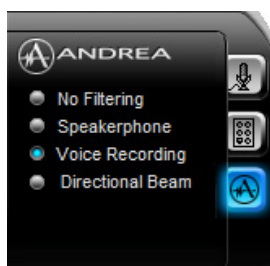 ANDREA
No Filtering
Speakerphone
Voice Recording
Directional Beam